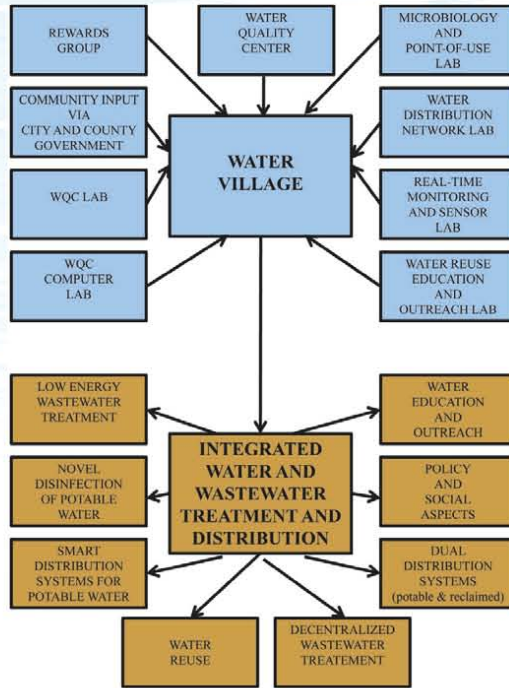 REWARDS
GROUP
WATER
QUALITY
CENTER
MICROBIOLOGY
AND
POINT-OF-USE
LAB
COMMUNITY INPUT
VIA
CITY AND COUNTY
GOVERNMENT
WATER
VILLAGE
WATER
DISTRIBUTION
NETWORK LAB
WQC LAB
REAL-TIME
MONITORING
AND SENSOR
LAB
WQC
COMPUTER
LAB
WATER REUSE
EDUCATION
AND
OUTREACH LAB
LOW ENERGY
WASTEWATER
TREATMENT
WATER
EDUCATION
AND
OUTREACH
INTEGRATED
WATER AND
WASTEWATER
TREATMENT AND
DISTRIBUTION
NOVEL
DISINFECTION
OF POTABLE
WATER
POLICY
AND
SOCIAL
ASPECTS
SMART
DISTRIBUTION
SYSTEMS FOR
POTABLE WATER
DUAL
DISTRIBUTION
SYSTEMS
(potable & reclaimed)
WATER
REUSE
DECENTRALIZED
WASTEWATER
TREATEMENT